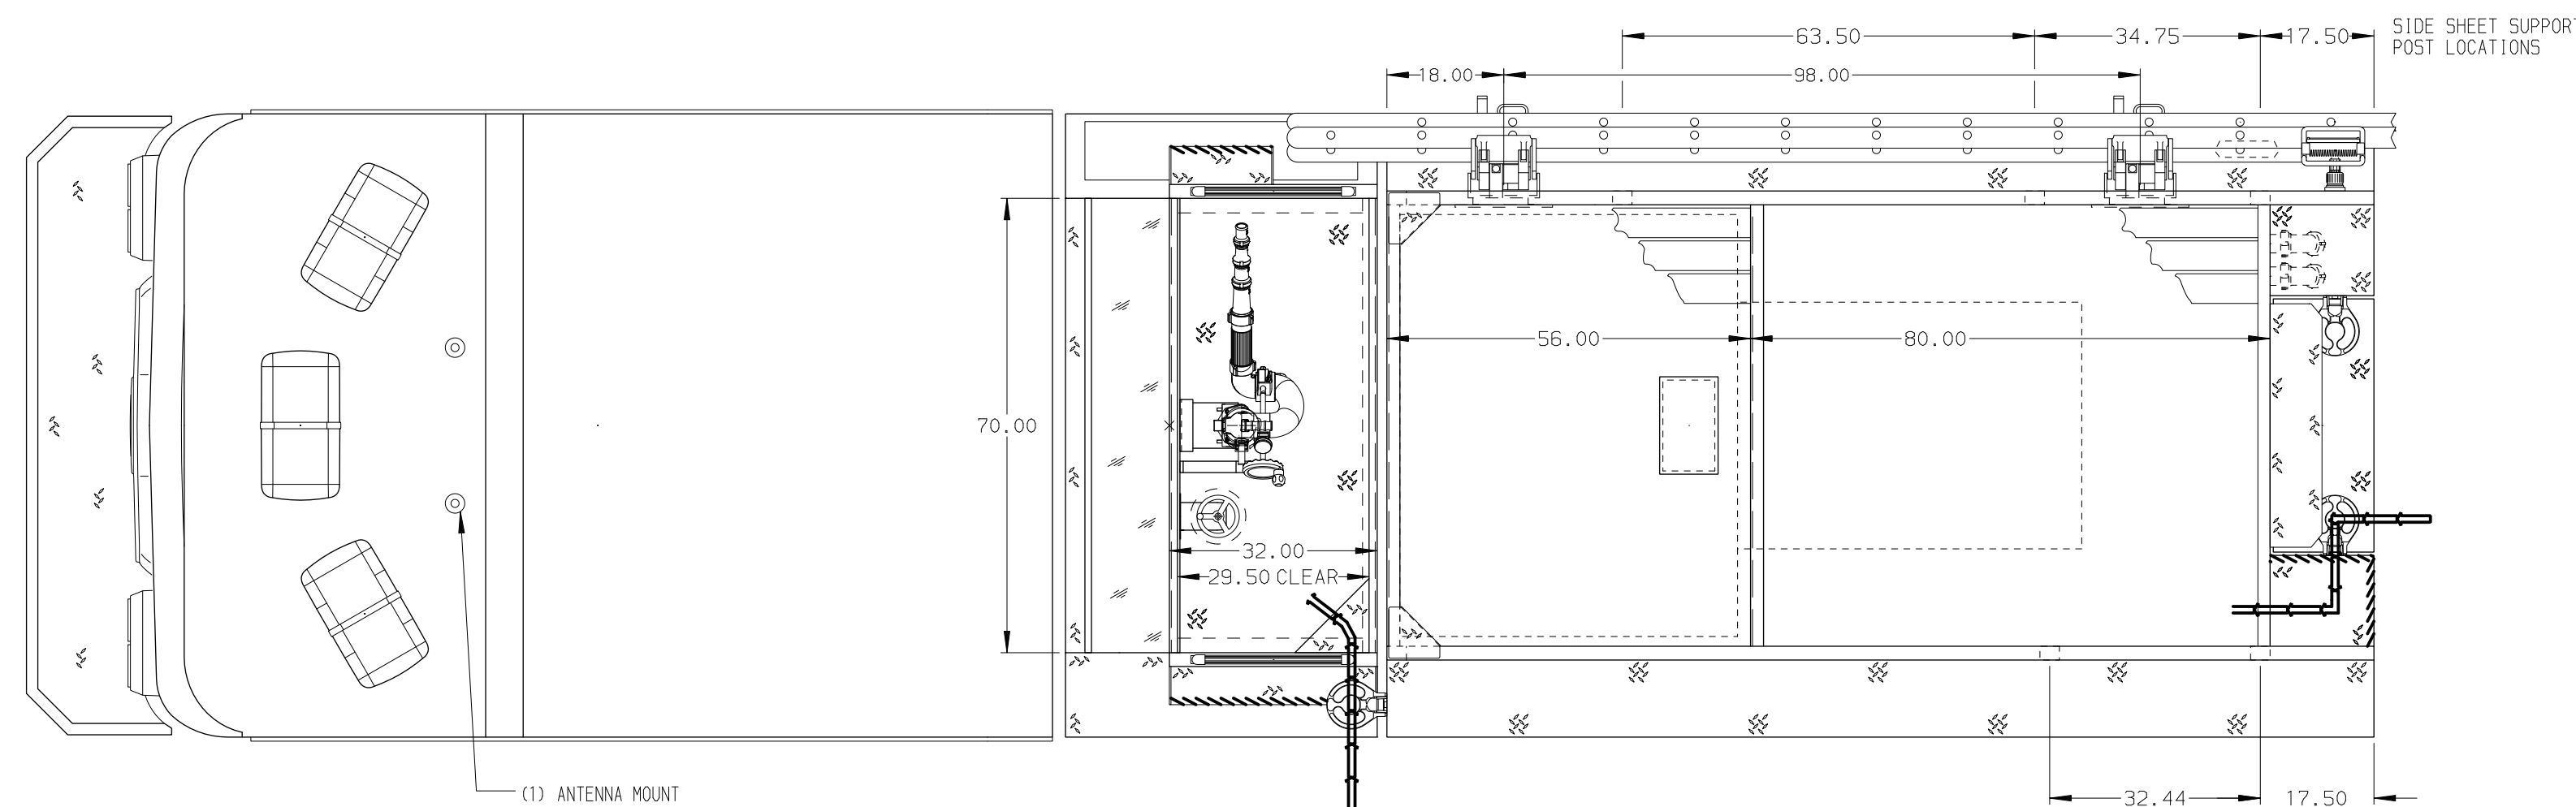 SIDE SHEET SUPPORT
POST LOCATIONS
63.50
34.75
17.50
18.00
98.00
56.00
80.00
70.00
32.00
29.50 CLEAR
(1) ANTENNA MOUNT
32.44
17.50